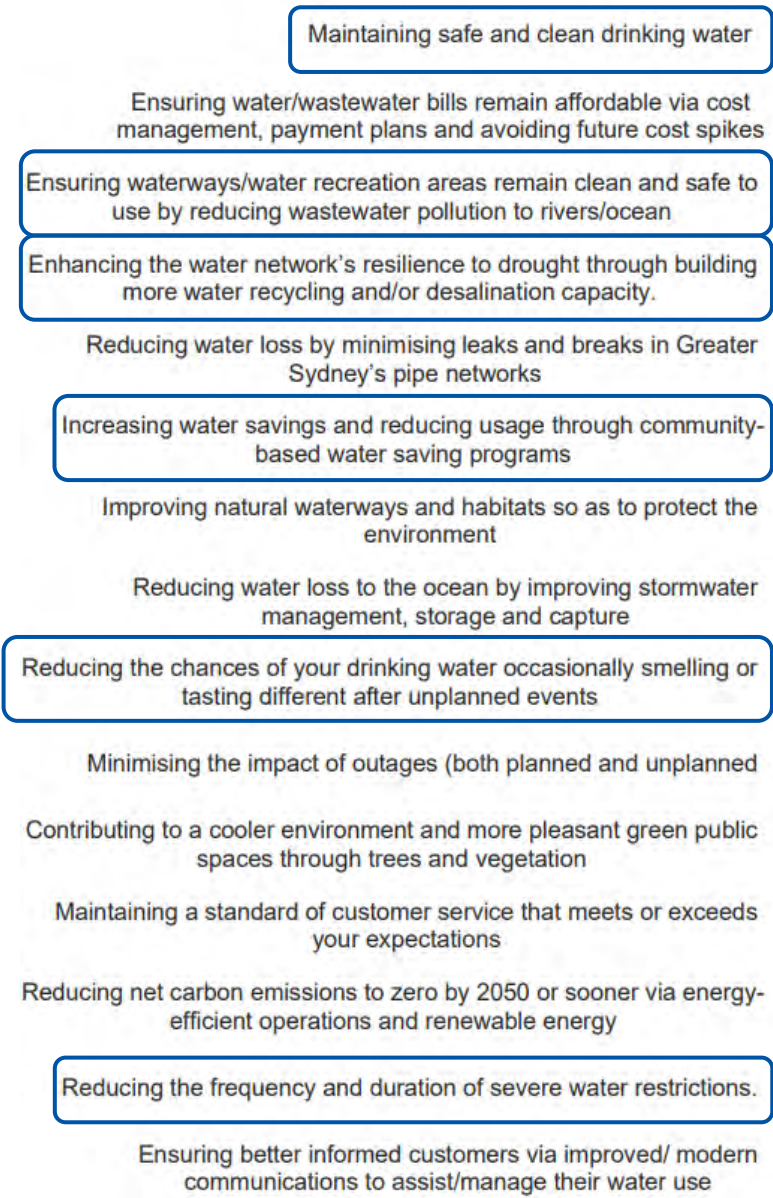 Maintaining safe and clean drinking water
Ensuring water/wastewater bills remain affordable via cost
management, payment plans and avoiding future cost spikes
Ensuring waterways/water recreation areas remain clean and safe to
use by reducing wastewater pollution to rivers/ocean
Enhancing the water network's resilience to drought through building
more water recycling and/or desalination capacity.
Reducing water loss by minimising leaks and breaks in Greater
Sydney's pipe networks
Increasing water savings and reducing usage through community-
based water saving programs
Improving natural waterways and habitats so as to protect the
environment
Reducing water loss to the ocean by improving stormwater
management, storage and capture
Reducing the chances of your drinking water occasionally smelling or
tasting different after unplanned events
Minimising the impact of outages (both planned and unplanned
Contributing to a cooler environment and more pleasant green public
spaces through trees and vegetation
Maintaining a standard of customer service that meets or exceeds
your expectations
Reducing net carbon emissions to zero by 2050 or sooner via energy-
efficient operations and renewable energy
Reducing the frequency and duration of severe water restrictions.
Ensuring better informed customers via improved/ modern
communications to assist/manage their water use